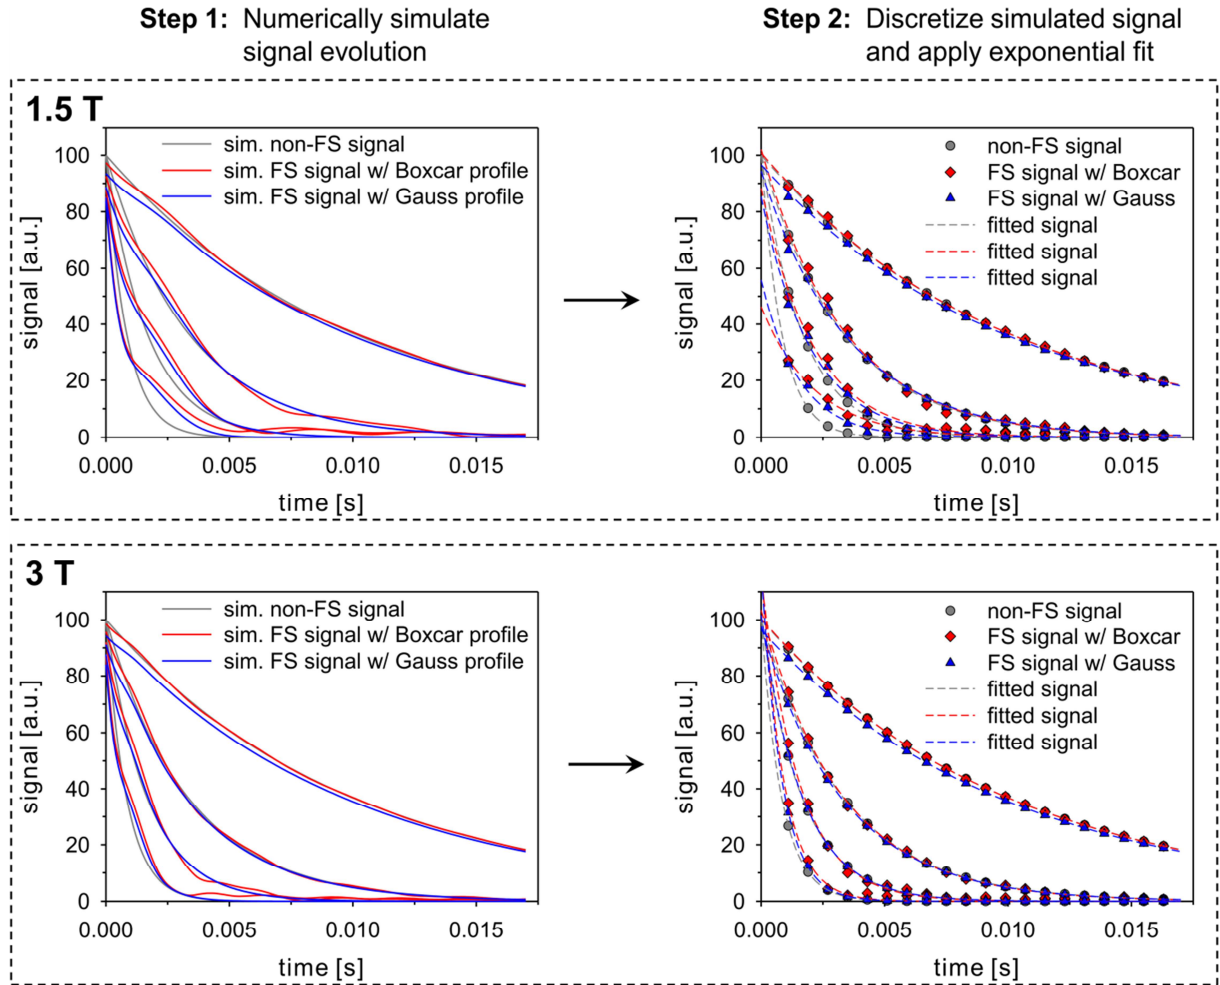 Step 1: Numerically simulate
signal evolution
Step 2: Discretize simulated signal
and apply exponential fit
1.5 T
sim. non-FS signal
sim. FS signal w/ Boxcar profile
sim. FS signal w/ Gauss profile
100
80
60
40
20
0
signal [a.u.]
0.000
0.005
0.010
0.015
time [s]
non-FS signal
FS signal w/ Boxcar
FS signal w/ Gauss
fitted signal
fitted signal
fitted signal
100
80
60
40
20
0
signal [a.u.]
0.000
0.005
0.010
0.015
time [s]
3 T
sim. non-FS signal
sim. FS signal w/ Boxcar profile
sim. FS signal w/ Gauss profile
100
80
60
40
20
0
signal [a.u.]
0.000
0.005
0.010
0.015
time [s]
non-FS signal
FS signal w/ Boxcar
FS signal w/ Gauss
fitted signal
fitted signal
fitted signal
100
80
60
40
20
0
signal [a.u.]
0.000
0.005
0.010
0.015
time [s]